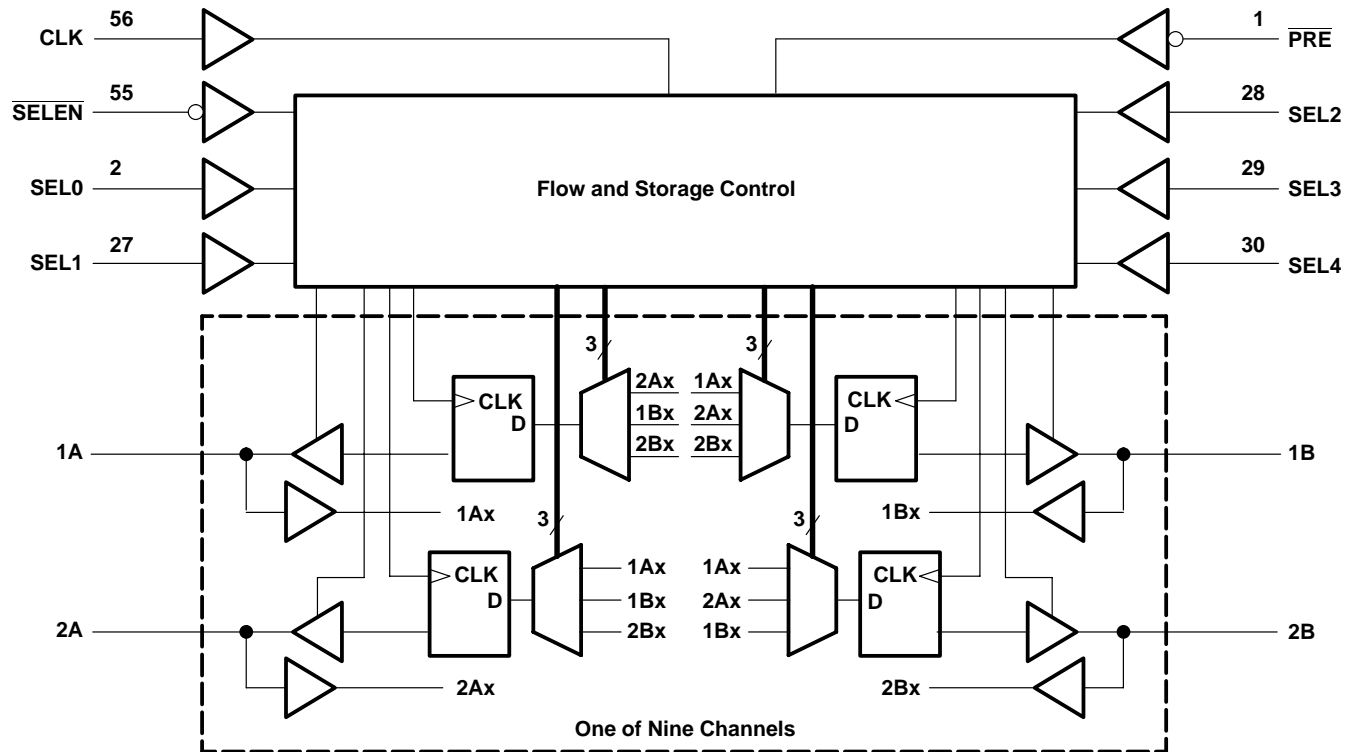 CLK 56 1 PRE
SELEN 55 28 SEL2
SEL0 2 29 SEL3
Flow and Storage Control
SEL1 27 30 SEL4
3 3
CLK D 2Ax 1Ax CLK D
1Bx 2Ax
2Bx 2Bx
1A 1B
1Ax 3 3 1Bx
CLK D 1Ax 1Ax CLK D
1Bx 2Ax
2Bx 1Bx
2A 2B
2Ax 2Bx
One of Nine Channels